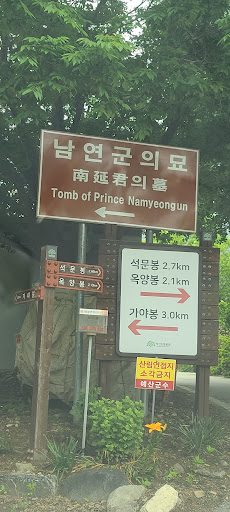 남연군의 묘
南延君의 墓
Tomb of Prince Namyeongun
석문봉 2.7km
옥양봉 2.1km
가야봉 3.0km
석문봉
옥양봉
산림연접지
소각금지
예산군수